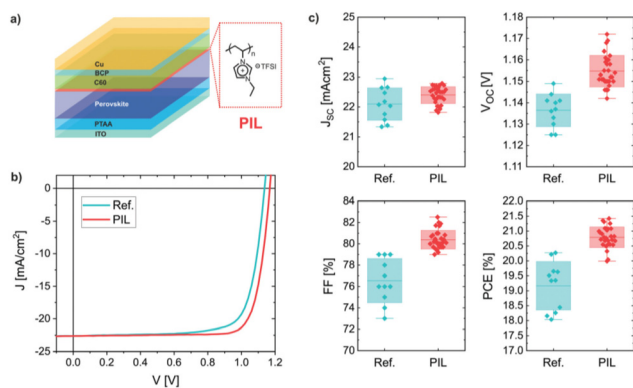 a)
Cu
BCP
C60
Perovskite
PTAA
ITO
n
N
N
⊖TFSI
PIL
b)
Ref.
PIL
J [mA/cm²]
0
-5
-10
-15
-20
-25
0.0 0.2 0.4 0.6 0.8 1.0 1.2
V [V]
c)
J_SC [mAcm²]
25
24
23
22
21
20
Ref. PIL
V_OC [V]
1.18
1.17
1.16
1.15
1.14
1.13
1.12
1.11
Ref. PIL
FF [%]
84
82
80
78
76
74
72
70
Ref. PIL
PCE [%]
22.0
21.5
21.0
20.5
20.0
19.5
19.0
18.5
18.0
17.5
17.0
Ref. PIL